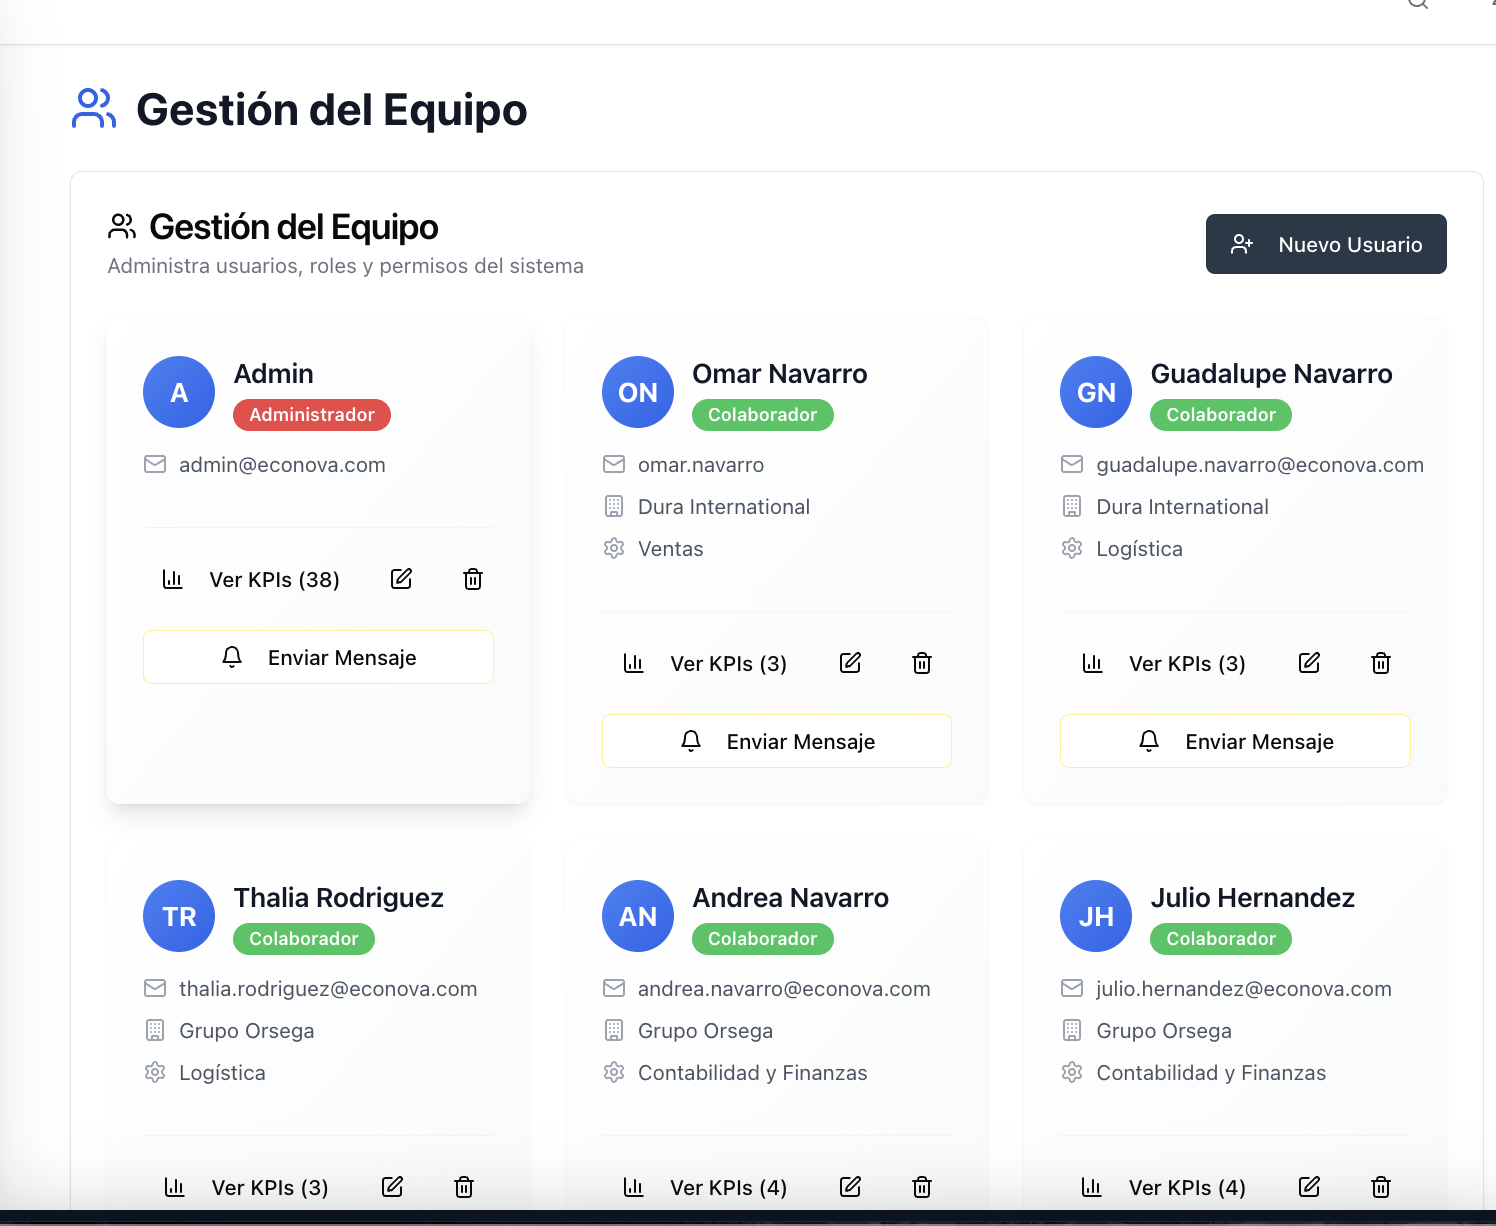 Gestión del Equipo
Gestión del Equipo
Administra usuarios, roles y permisos del sistema
Nuevo Usuario
A
Admin
Administrador
admin@econova.com
Ver KPIs (38)
Enviar Mensaje
ON
Omar Navarro
Colaborador
omar.navarro
Dura International
Ventas
Ver KPIs (3)
Enviar Mensaje
GN
Guadalupe Navarro
Colaborador
guadalupe.navarro@econova.com
Dura International
Logística
Ver KPIs (3)
Enviar Mensaje
TR
Thalia Rodriguez
Colaborador
thalia.rodriguez@econova.com
Grupo Orsega
Logística
Ver KPIs (3)
AN
Andrea Navarro
Colaborador
andrea.navarro@econova.com
Grupo Orsega
Contabilidad y Finanzas
Ver KPIs (4)
JH
Julio Hernandez
Colaborador
julio.hernandez@econova.com
Grupo Orsega
Contabilidad y Finanzas
Ver KPIs (4)